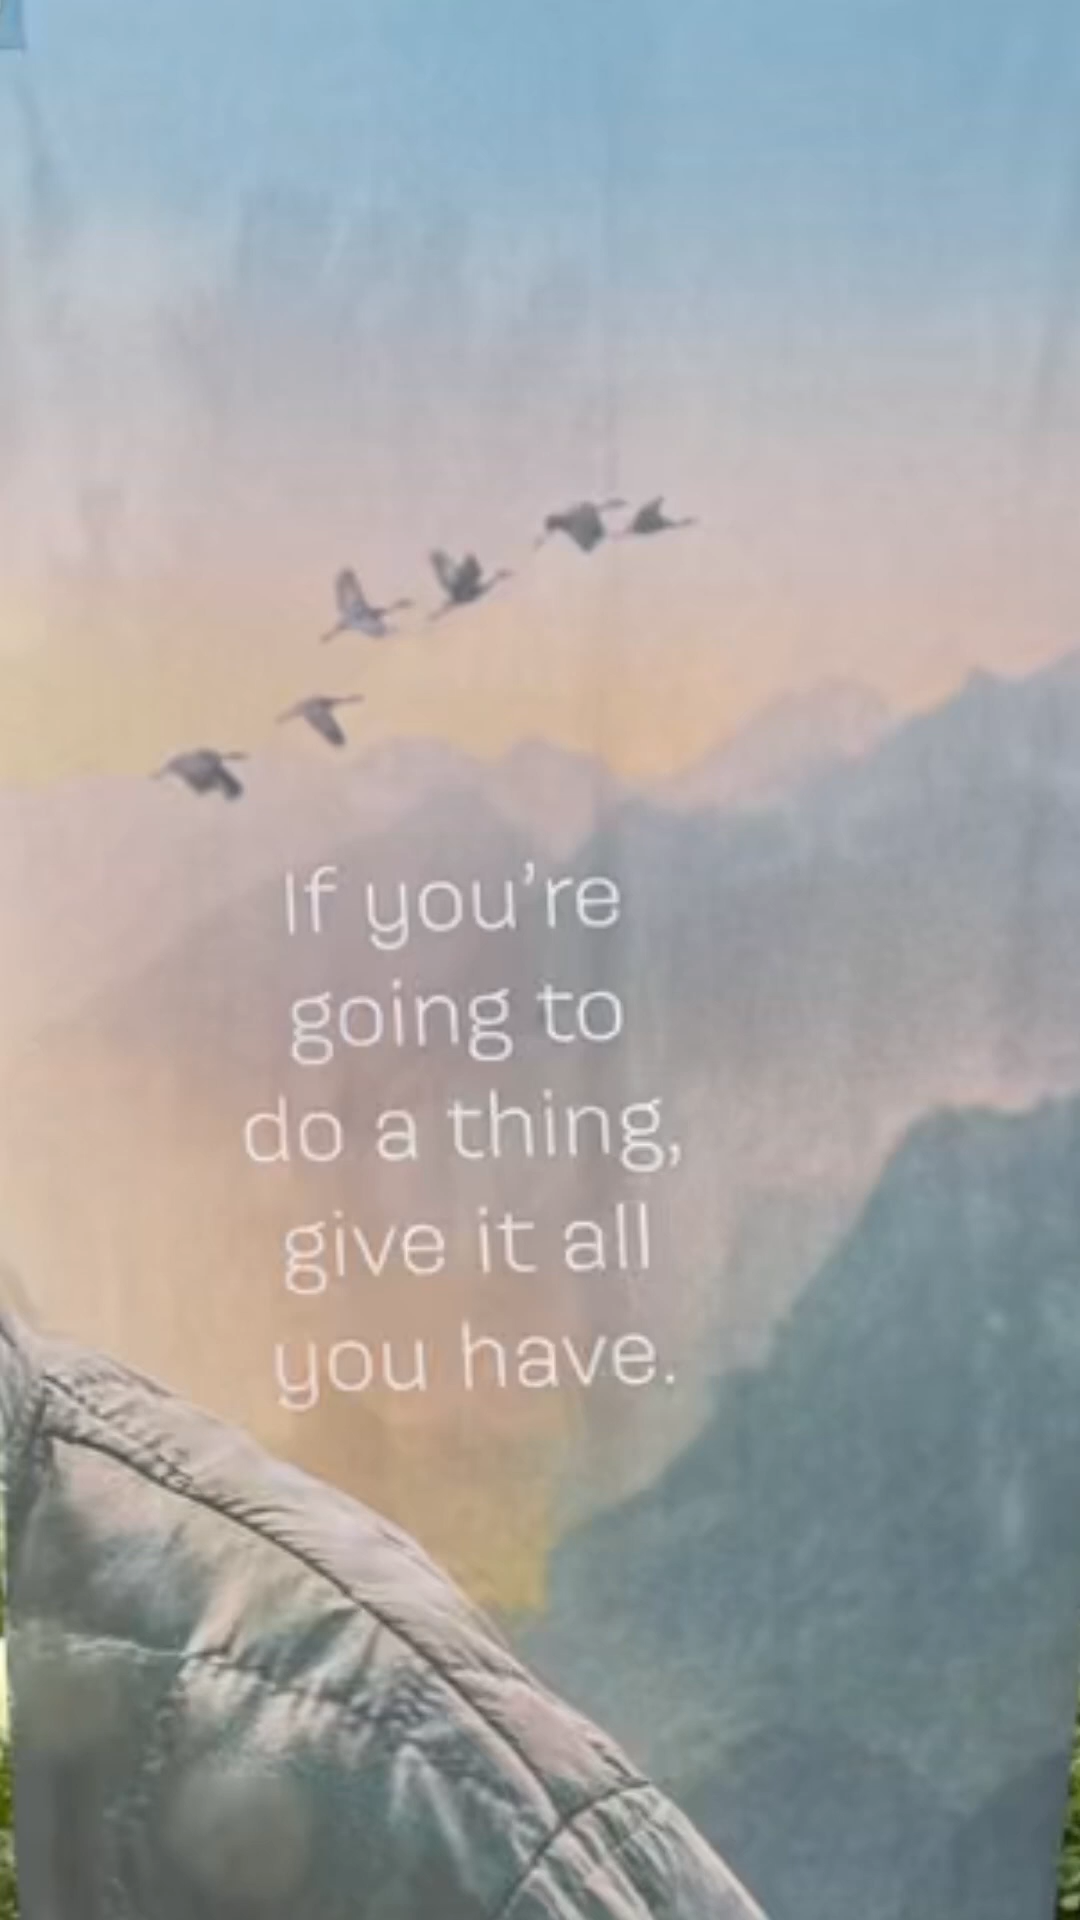 If you’re
going to
do a thing,
give it all
you have.